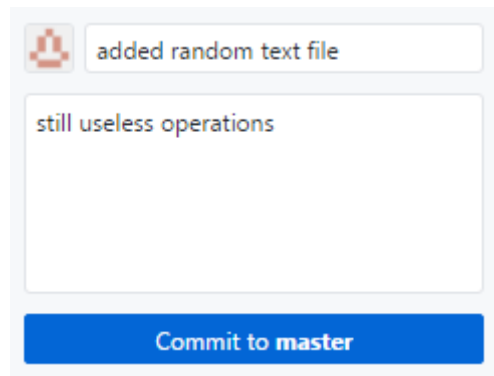 added random text file
still useless operations
Commit to master